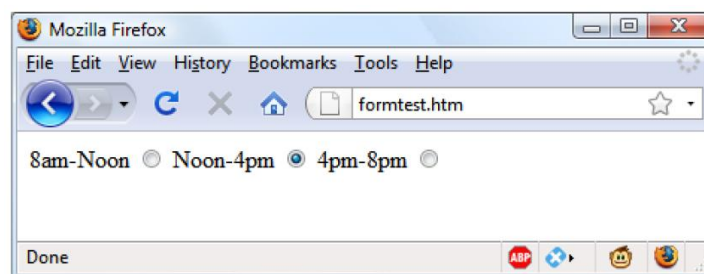 Mozilla Firefox
File Edit View History Bookmarks Tools Help
formtest.htm
8am-Noon Noon-4pm 4pm-8pm
Done ABP